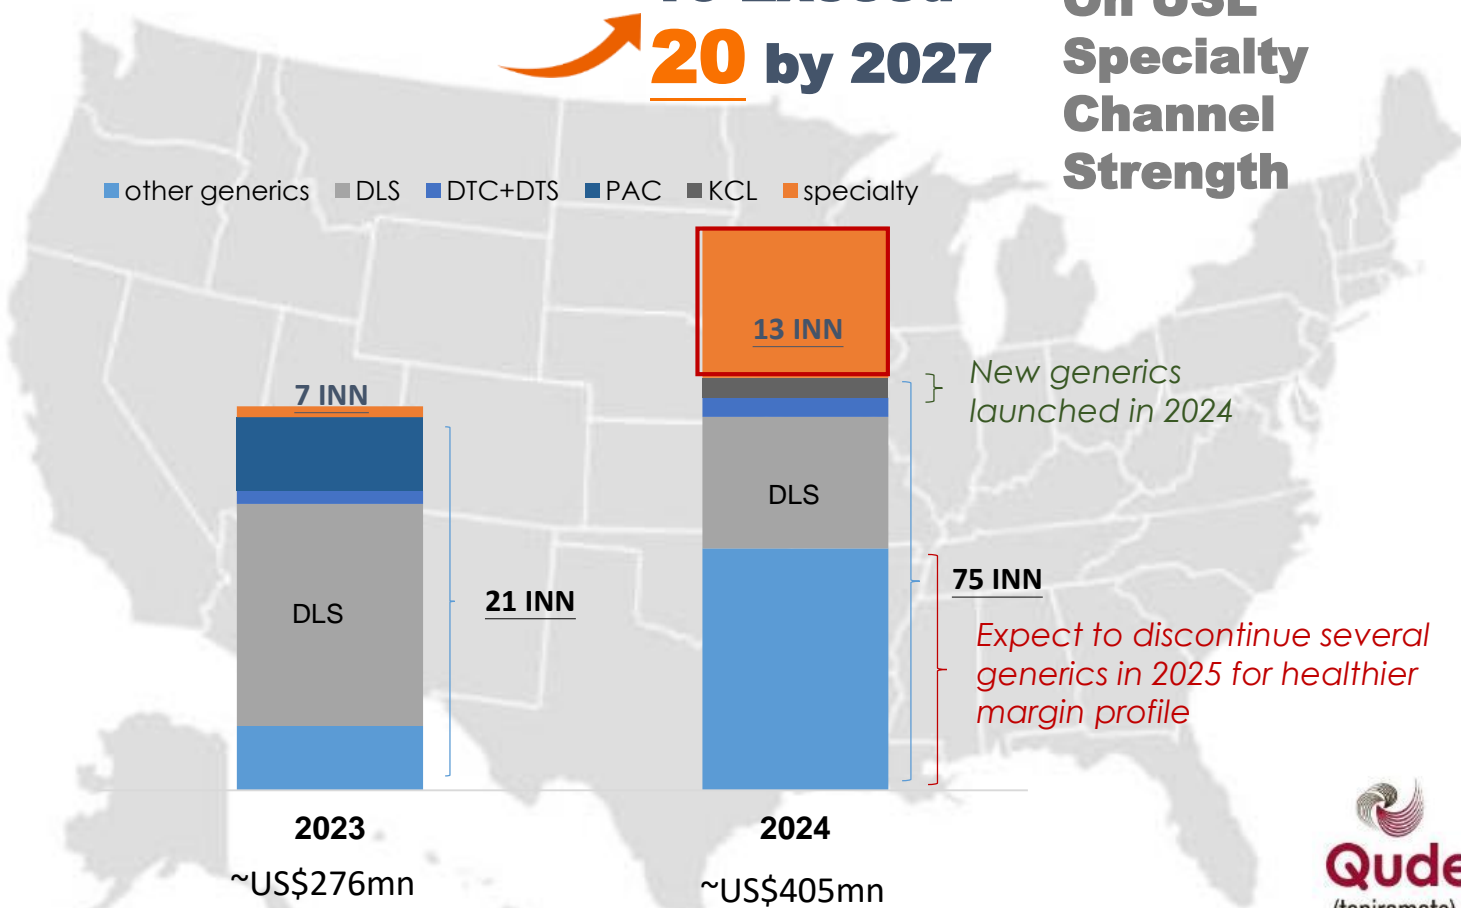 20 by 2027
Specialty
Channel
Strength
other generics DLS DTC+DTS PAC KCL specialty
13 INN
7 INN
New generics
launched in 2024
DLS
DLS
21 INN
75 INN
Expect to discontinue several
generics in 2025 for healthier
margin profile
2023
2024
~US$276mn
~US$405mn
Qude